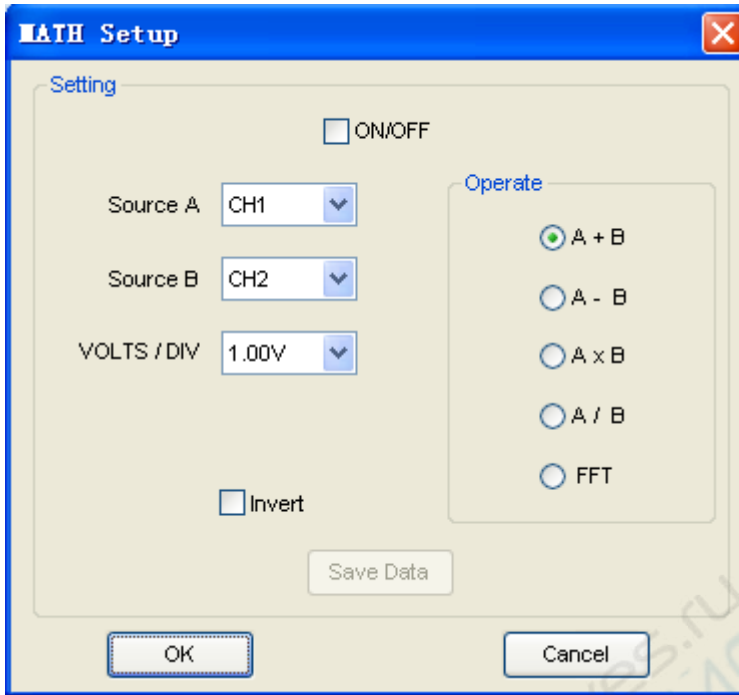 MATH Setup
Setting
ON/OFF
Source A CH1
Source B CH2
VOLTS / DIV 1.00V
Invert
Operate
A + B
A - B
A x B
A / B
FFT
Save Data
OK Cancel